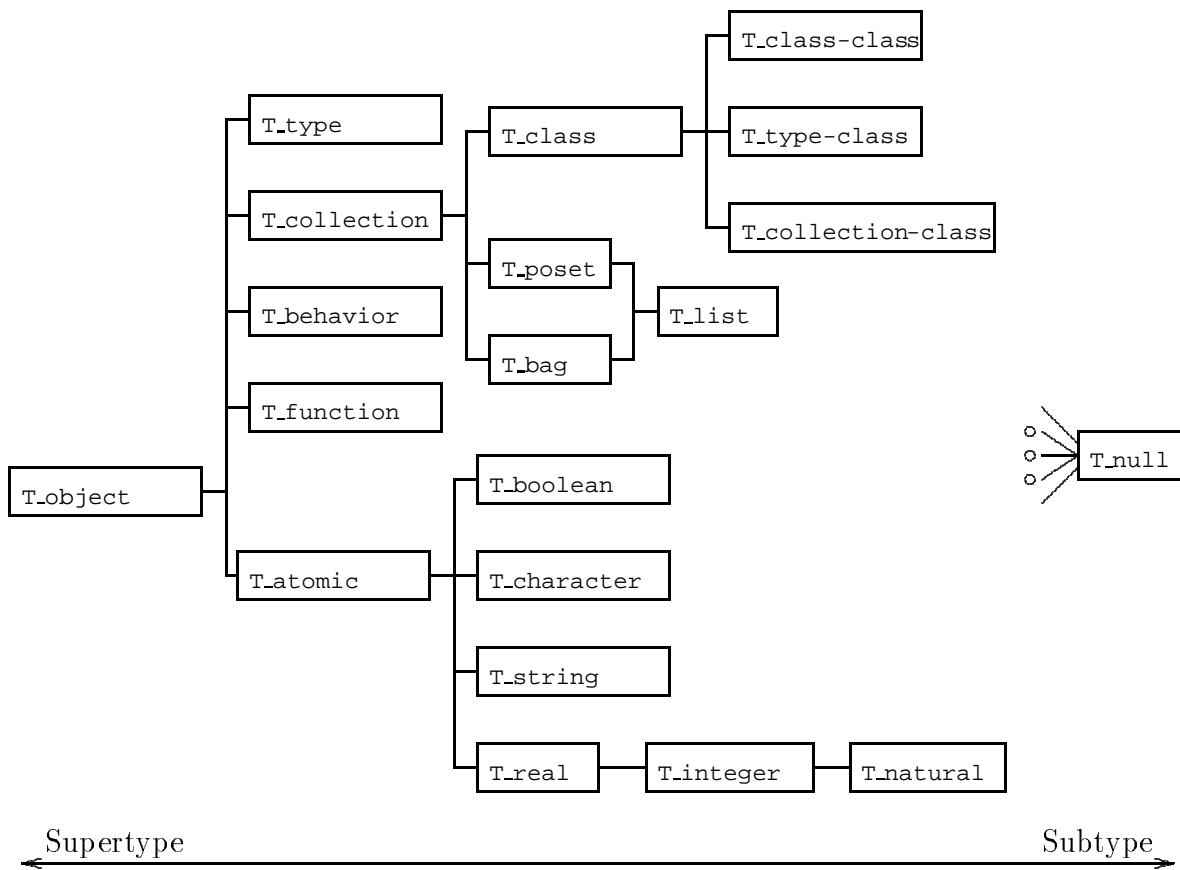 T_class-class
T_type
T_class
T_type-class
T_collection
T_collection-class
T_poset
T_behavior
T_list
T_bag
T_function
T_null
T_object
T_boolean
T_atomic
T_character
T_string
T_real
T_integer
T_natural
Supertype
Subtype